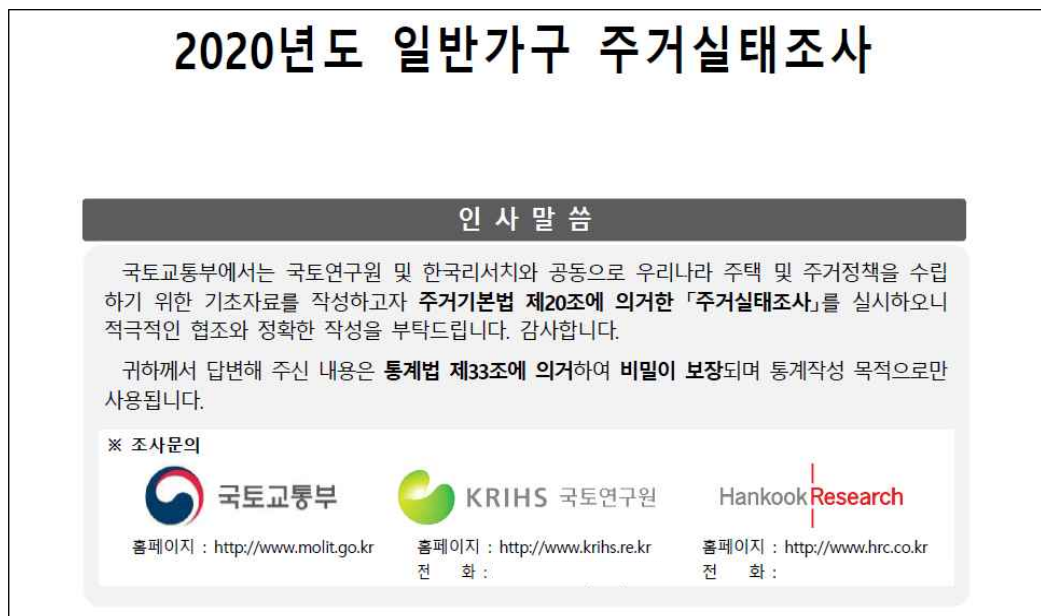 2020년도 일반가구 주거실태조사
인 사 말 씀
국토교통부에서는 국토연구원 및 한국리서치와 공동으로 우리나라 주택 및 주거정책을 수립
하기 위한 기초자료를 작성하고자 주거기본법 제20조에 의거한 「주거실태조사」를 실시하오니
적극적인 협조와 정확한 작성을 부탁드립니다. 감사합니다.
귀하께서 답변해 주신 내용은 통계법 제33조에 의거하여 비밀이 보장되며 통계작성 목적으로만
사용됩니다.
※ 조사문의
국토교통부
KRIHS 국토연구원
Hankook Research
홈페이지 : http://www.molit.go.kr
홈페이지 : http://www.krihs.re.kr
홈페이지 : http://www.hrc.co.kr
전 화 :
전 화 :